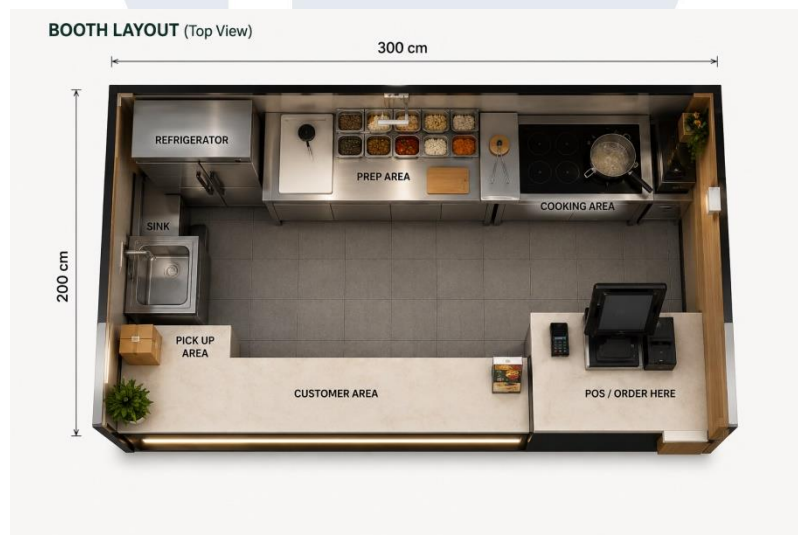 BOOTH LAYOUT (Top View)
300 cm
200 cm
REFRIGERATOR
PREP AREA
COOKING AREA
SINK
PICK UP
AREA
CUSTOMER AREA
POS / ORDER HERE